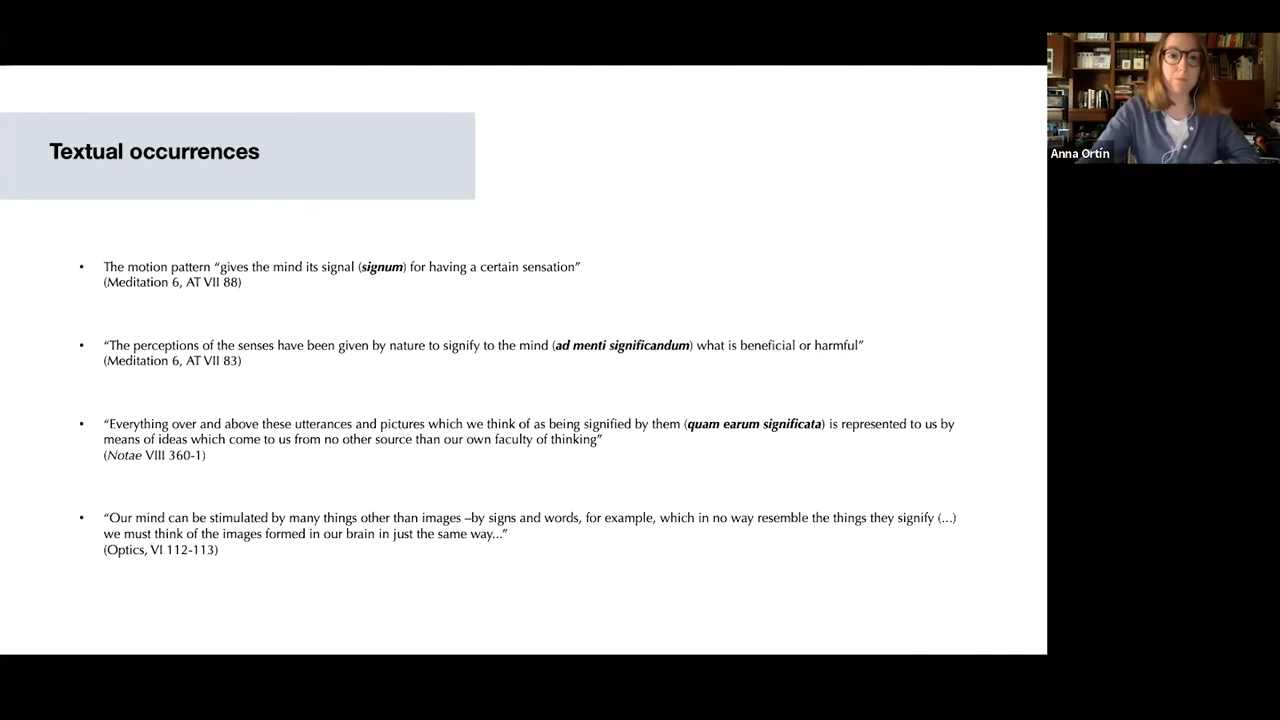 Textual occurrences
• The motion pattern “gives the mind its signal (signum) for having a certain sensation”
(Meditation 6, AT VII 88)
• “The perceptions of the senses have been given by nature to signify to the mind (ad menti significandum) what is beneficial or harmful”
(Meditation 6, AT VII 83)
• “Everything over and above these utterances and pictures which we think of as being signified by them (quam earum significata) is represented to us by
means of ideas which come to us from no other source than our own faculty of thinking”
(Notae VIII 360-1)
• “Our mind can be stimulated by many things other than images –by signs and words, for example, which in no way resemble the things they signify (...)
we must think of the images formed in our brain in just the same way...”
(Optics, VI 112-113)
Anna Ortín